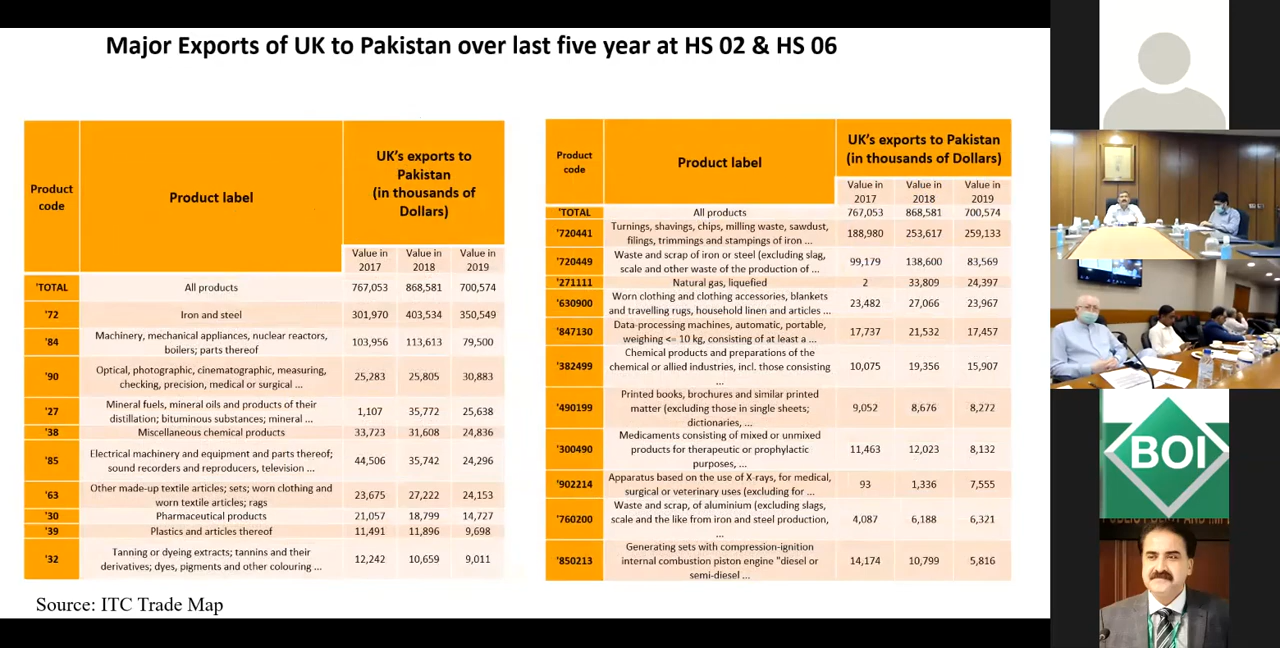 Major Exports of UK to Pakistan over last five year at HS 02 & HS 06
Product code Product label UK's exports to Pakistan (in thousands of Dollars)
Value in 2017 Value in 2018 Value in 2019
'TOTAL All products 767,053 868,581 700,574
'72 Iron and steel 301,970 403,534 350,549
'84 Machinery, mechanical appliances, nuclear reactors, boilers; parts thereof 103,956 113,613 79,500
'90 Optical, photographic, cinematographic, measuring, checking, precision, medical or surgical ... 25,283 25,805 30,883
'27 Mineral fuels, mineral oils and products of their distillation; bituminous substances; mineral ... 1,107 35,772 25,638
'38 Miscellaneous chemical products 33,723 31,608 24,836
'85 Electrical machinery and equipment and parts thereof; sound recorders and reproducers, television ... 44,506 35,742 24,296
'63 Other made-up textile articles; sets; worn clothing and worn textile articles; rags 23,675 27,222 24,153
'30 Pharmaceutical products 21,057 18,799 14,727
'39 Plastics and articles thereof 11,491 11,896 9,698
'32 Tanning or dyeing extracts; tannins and their derivatives; dyes, pigments and other colouring ... 12,242 10,659 9,011
Product code Product label UK's exports to Pakistan (in thousands of Dollars)
Value in 2017 Value in 2018 Value in 2019
'TOTAL All products 767,053 868,581 700,574
'720441 Turnings, shavings, chips, milling waste, sawdust, filings, trimmings and stampings of iron ... 188,980 253,617 259,133
'720449 Waste and scrap of iron or steel (excluding slag, scale and other waste of the production of ... 99,179 138,600 83,569
'271111 Natural gas, liquefied 2 33,809 24,397
'630900 Worn clothing and clothing accessories, blankets and travelling rugs, household linen and articles ... 23,482 27,066 23,967
'847130 Data-processing machines, automatic, portable, weighing <= 10 kg, consisting of at least a ... 17,737 21,532 17,457
'382499 Chemical products and preparations of the chemical or allied industries, incl. those consisting ... 10,075 19,356 15,907
'490199 Printed books, brochures and similar printed matter (excluding those in single sheets; dictionaries, ... 9,052 8,676 8,272
'300490 Medicaments consisting of mixed or unmixed products for therapeutic or prophylactic purposes, ... 11,463 12,023 8,132
'902214 Apparatus based on the use of X-rays, for medical, surgical or veterinary uses (excluding for ... 93 1,336 7,555
'760200 Waste and scrap, of aluminium (excluding slags, scale and the like from iron and steel production, ... 4,087 6,188 6,321
'850213 Generating sets with compression-ignition internal combustion piston engine "diesel or semi-diesel ... 14,174 10,799 5,816
Source: ITC Trade Map
BOI